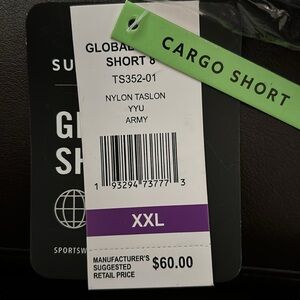 GLOBAL
SHORT
TS352-01
NYLON TASLON
YYU
ARMY
1 93294 73777 3
XXL
MANUFACTURER'S
SUGGESTED
RETAIL PRICE
$60.00
CARGO SHORT
SU
GL
SH
SPORTSW